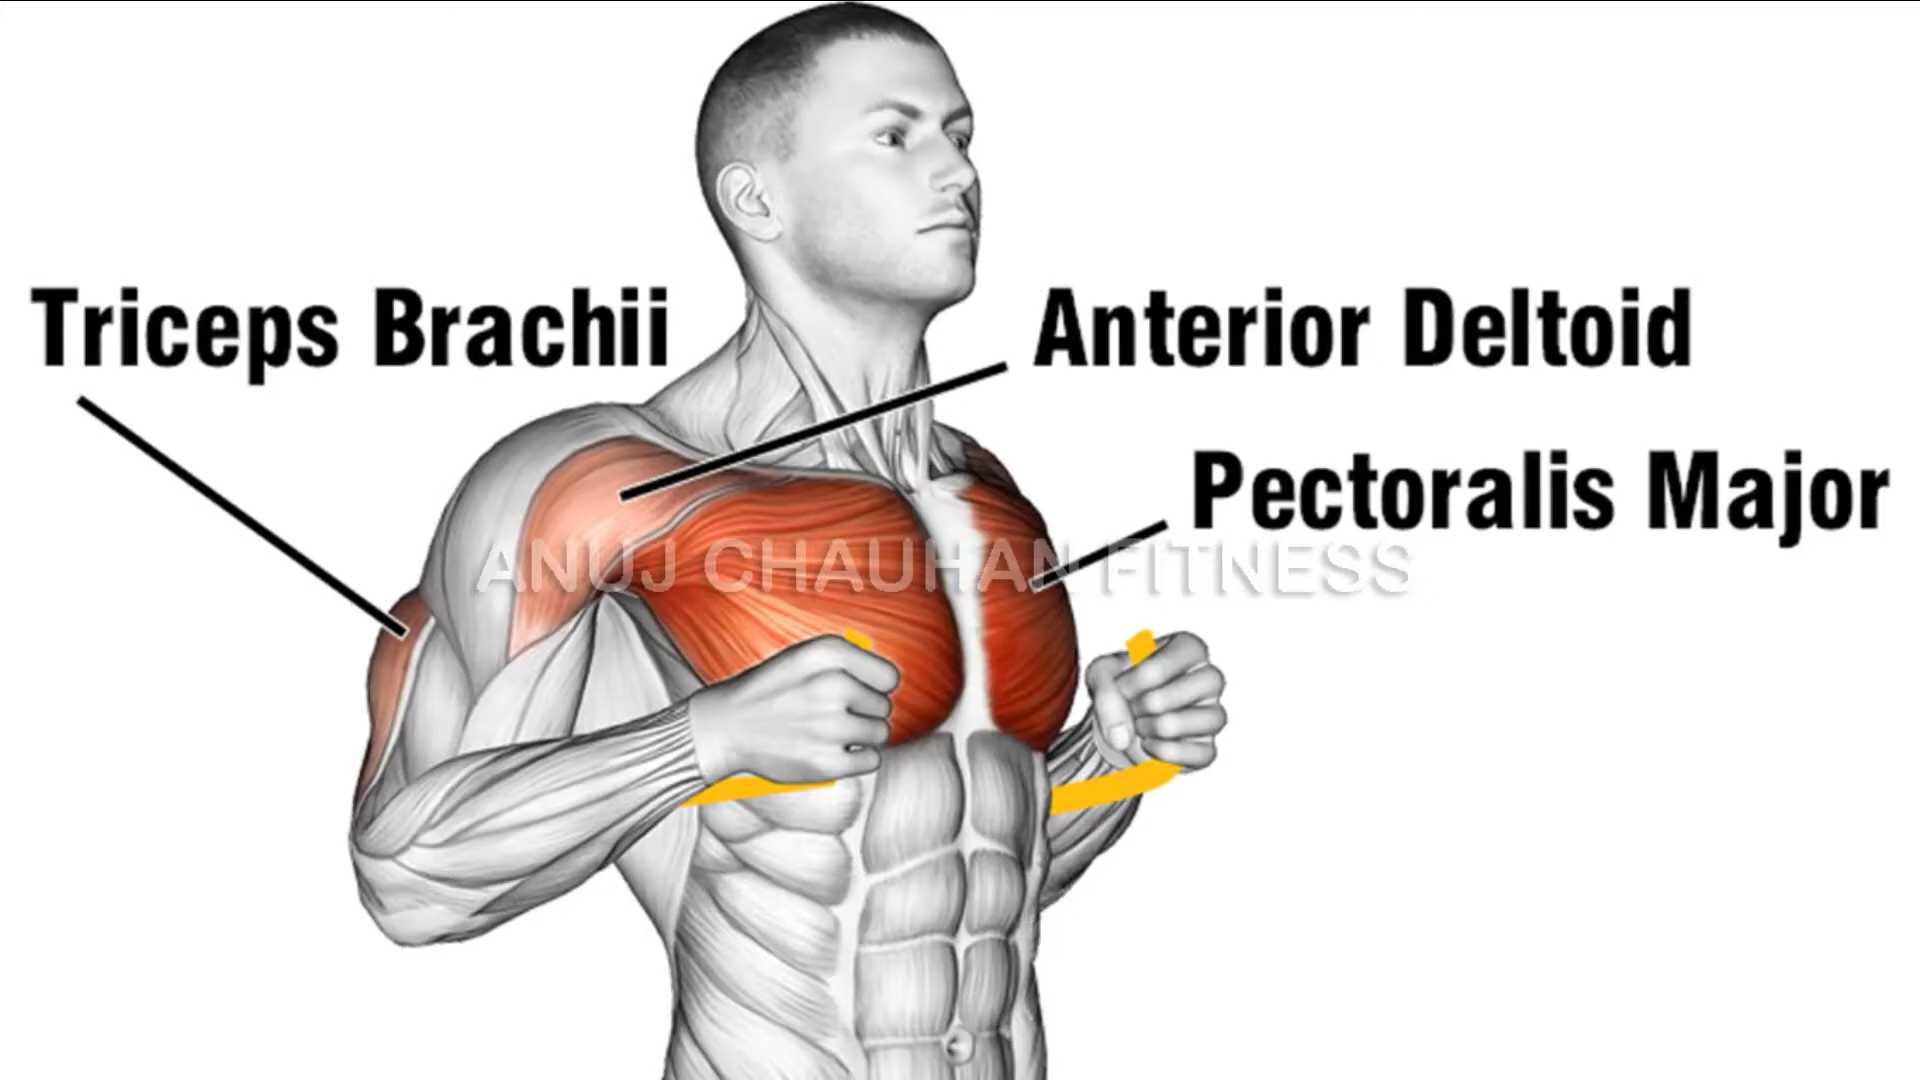 Triceps Brachii
Anterior Deltoid
Pectoralis Major
ANUJ CHAUHAN FITNESS